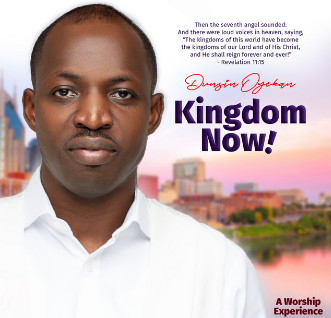 Then the seventh angel sounded:
And there were loud voices in heaven, saying,
"The kingdoms of this world have become
the kingdoms of our Lord and of His Christ,
and He shall reign forever and ever!"
- Revelation 11:15
Dunsin Oyekan
Kingdom
Now!
A Worship
Experience